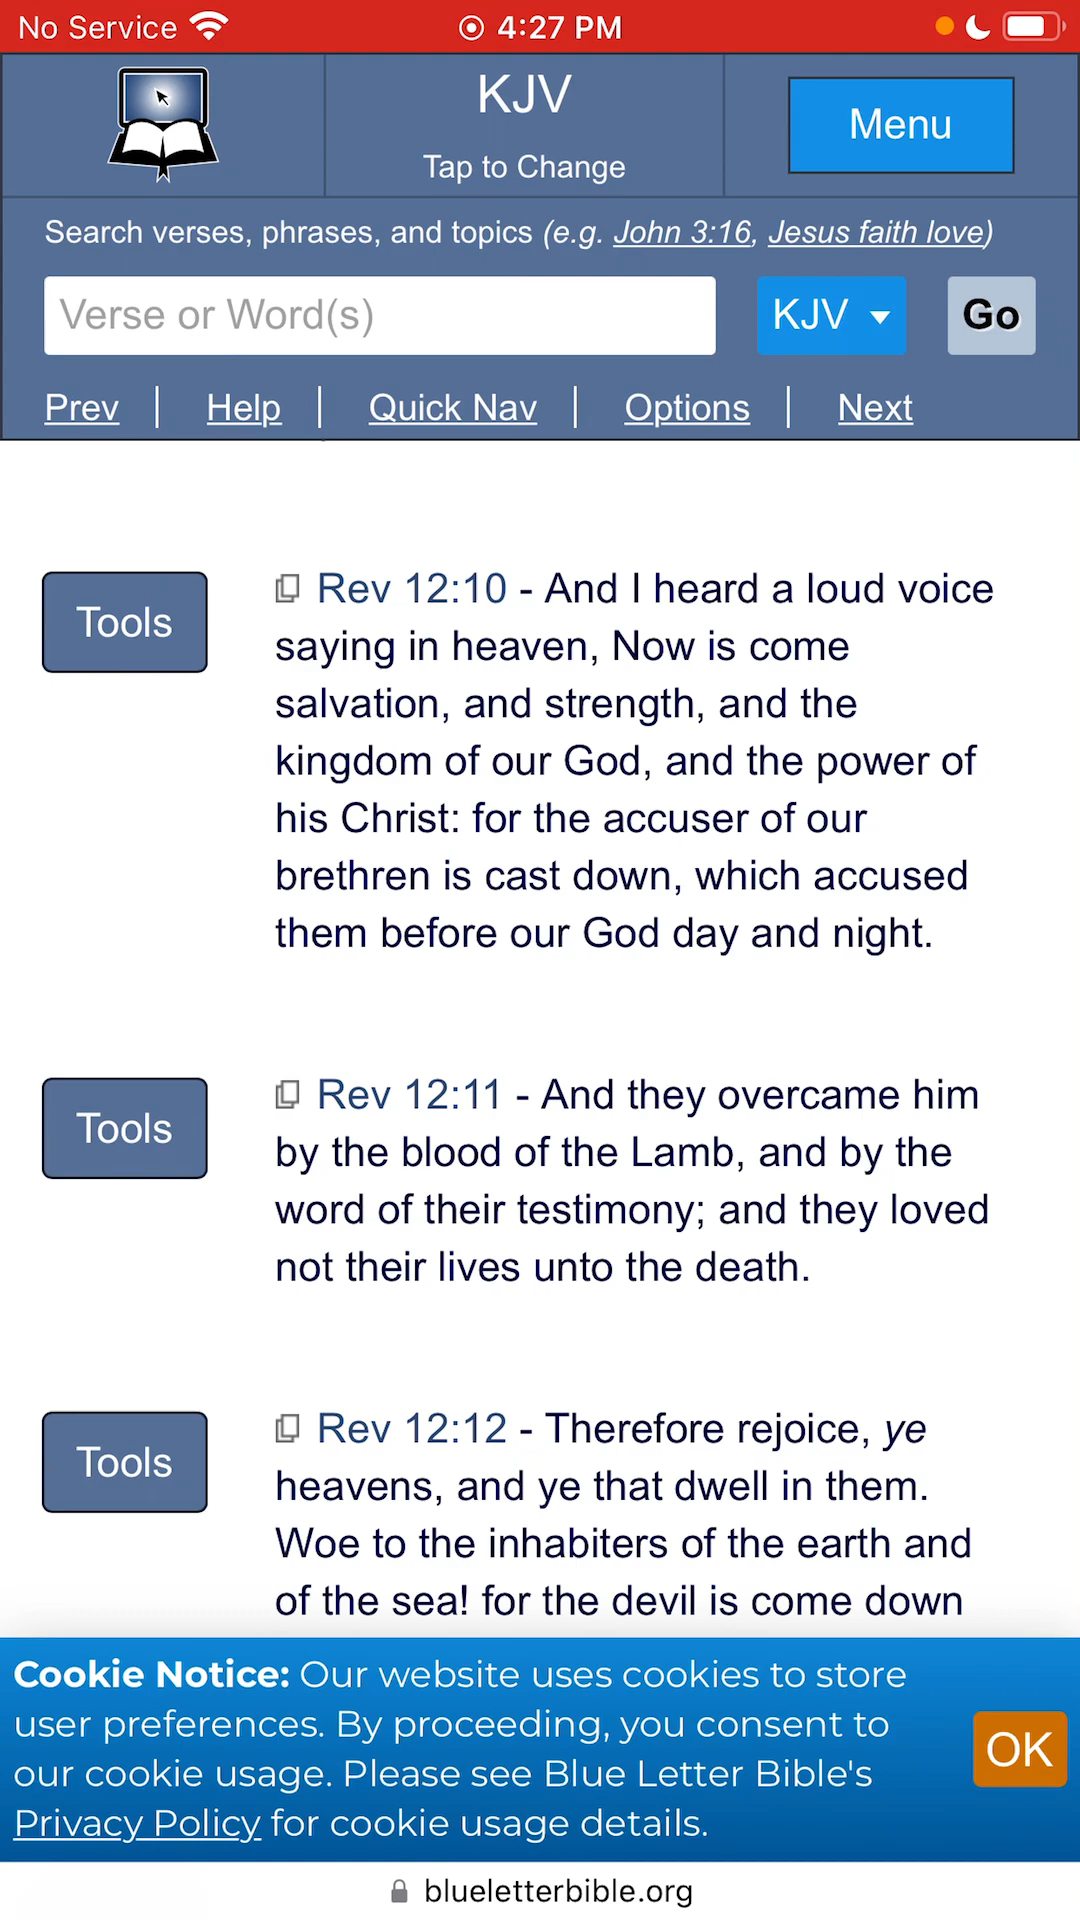 No Service 4:27 PM
KJV
Tap to Change
Menu
Search verses, phrases, and topics (e.g. John 3:16, Jesus faith love)
Verse or Word(s) KJV Go
Prev | Help | Quick Nav | Options | Next
Tools
Rev 12:10 - And I heard a loud voice
saying in heaven, Now is come
salvation, and strength, and the
kingdom of our God, and the power of
his Christ: for the accuser of our
brethren is cast down, which accused
them before our God day and night.
Tools
Rev 12:11 - And they overcame him
by the blood of the Lamb, and by the
word of their testimony; and they loved
not their lives unto the death.
Tools
Rev 12:12 - Therefore rejoice, ye
heavens, and ye that dwell in them.
Woe to the inhabiters of the earth and
of the sea! for the devil is come down
Cookie Notice: Our website uses cookies to store
user preferences. By proceeding, you consent to
our cookie usage. Please see Blue Letter Bible's
Privacy Policy for cookie usage details.
OK
blueletterbible.org